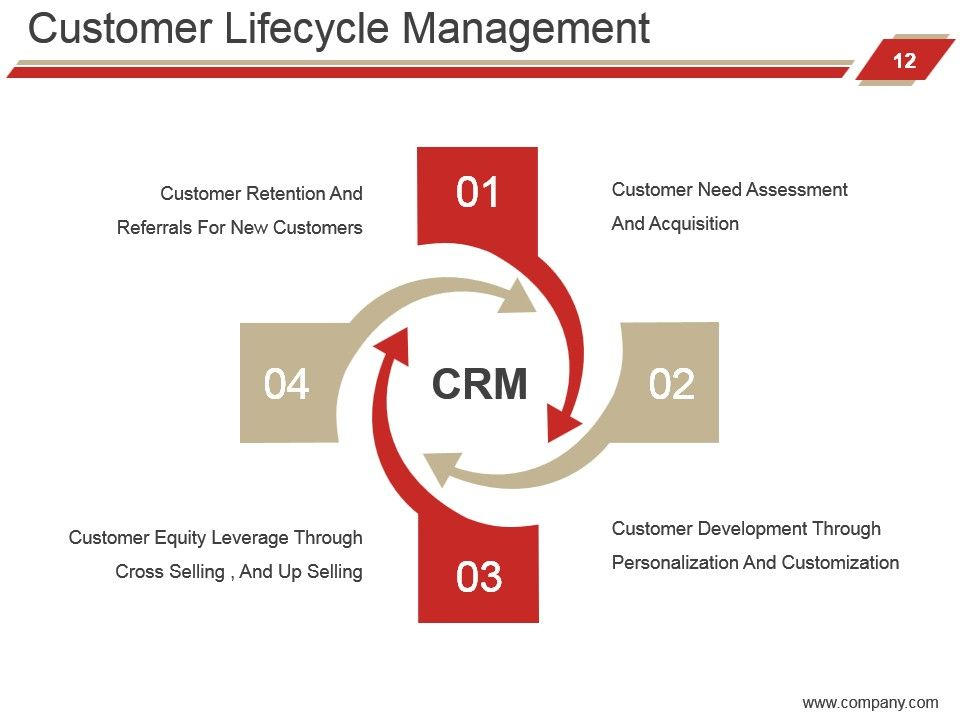 Customer Lifecycle Management
12
Customer Retention And
Referrals For New Customers
01
Customer Need Assessment
And Acquisition
04
CRM
02
Customer Equity Leverage Through
Cross Selling , And Up Selling
03
Customer Development Through
Personalization And Customization
www.company.com